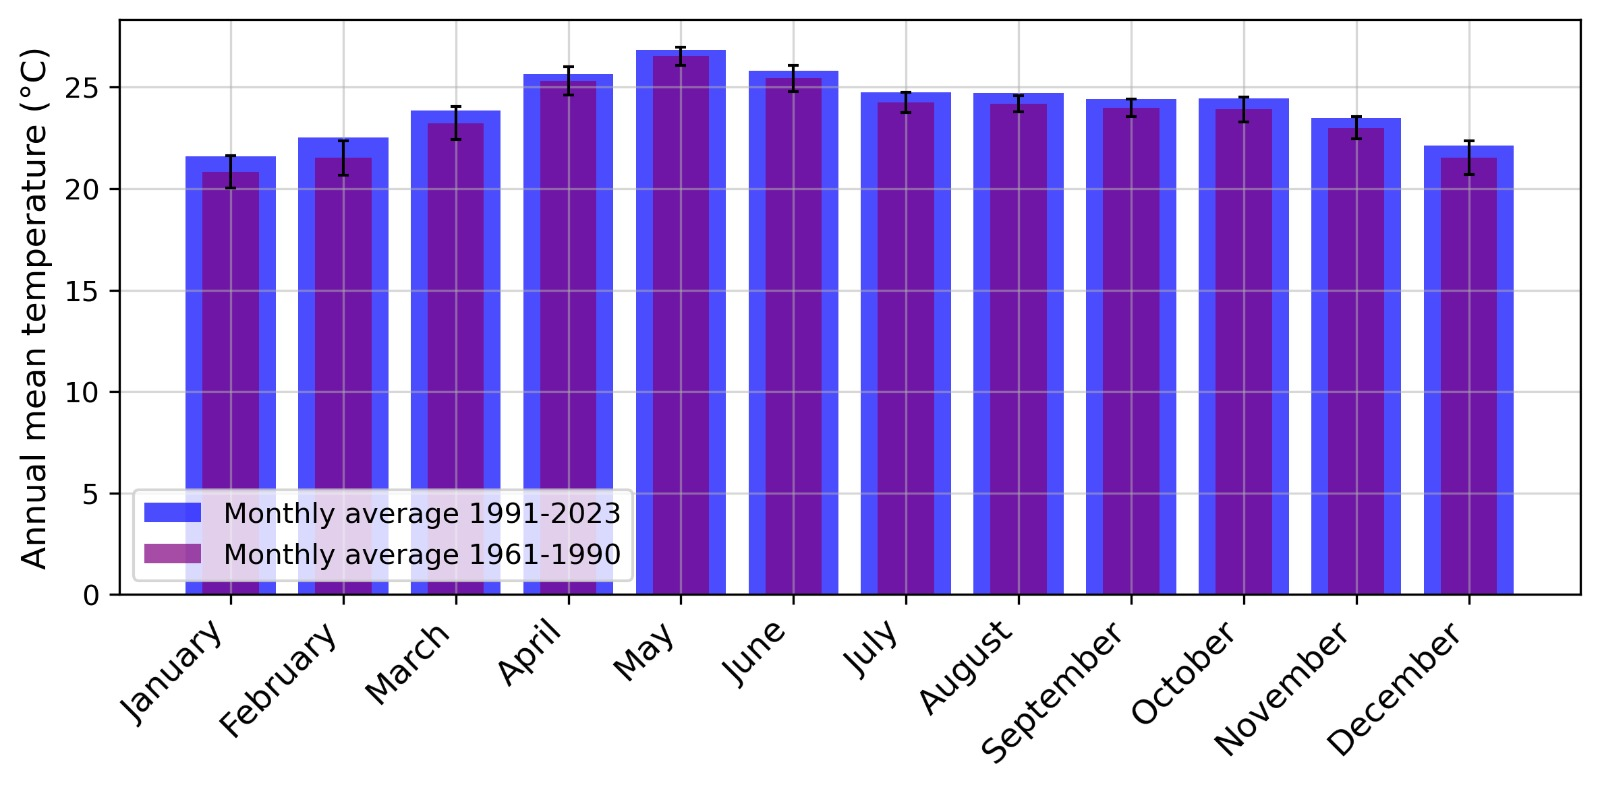 Annual mean temperature (°C)
25
20
15
10
5
0
Monthly average 1991-2023
Monthly average 1961-1990
January
February
March
April
May
June
July
August
September
October
November
December